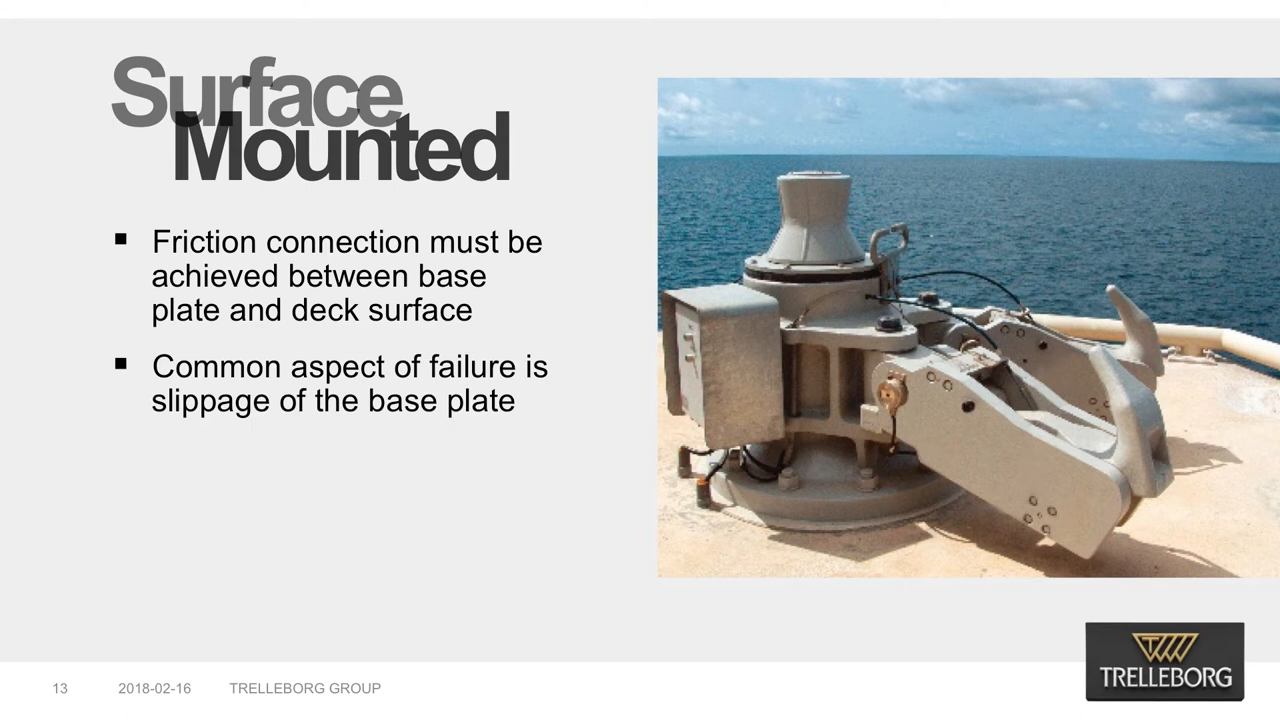 Surface
Mounted
▪ Friction connection must be
achieved between base
plate and deck surface
▪ Common aspect of failure is
slippage of the base plate
13 2018-02-16 TRELLEBORG GROUP
TRELLEBORG